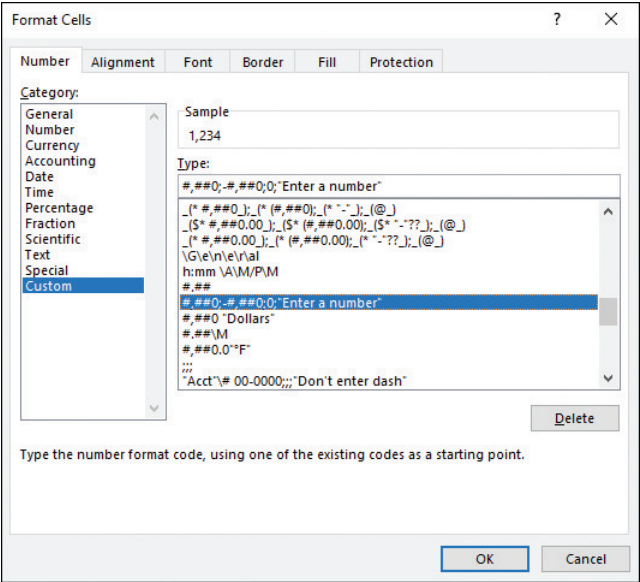 Format Cells ? ×
Number Alignment Font Border Fill Protection
Category:
General
Number
Currency
Accounting
Date
Time
Percentage
Fraction
Scientific
Text
Special
Custom
Sample
1,234
Type:
#,##0;-#,##0;0;"Enter a number"
_(* #,##0_);_(* (#,##0);_(* "-"_);_(@_)
_($* #,##0.00_);_($* (#,##0.00);_($* "-"??_);_(@_)
_(* #,##0.00_);_(* (#,##0.00);_(* "-"??_);_(@_)
\G\e\n\e\r\al
h:mm \A\M/P\M
#.##
#,##0;-#,##0;0;"Enter a number"
#,##0 "Dollars"
#.##\M
#,##0.0"°F"
;;;
"Acct"\# 00-0000;;;"Don't enter dash"
Delete
Type the number format code, using one of the existing codes as a starting point.
OK Cancel